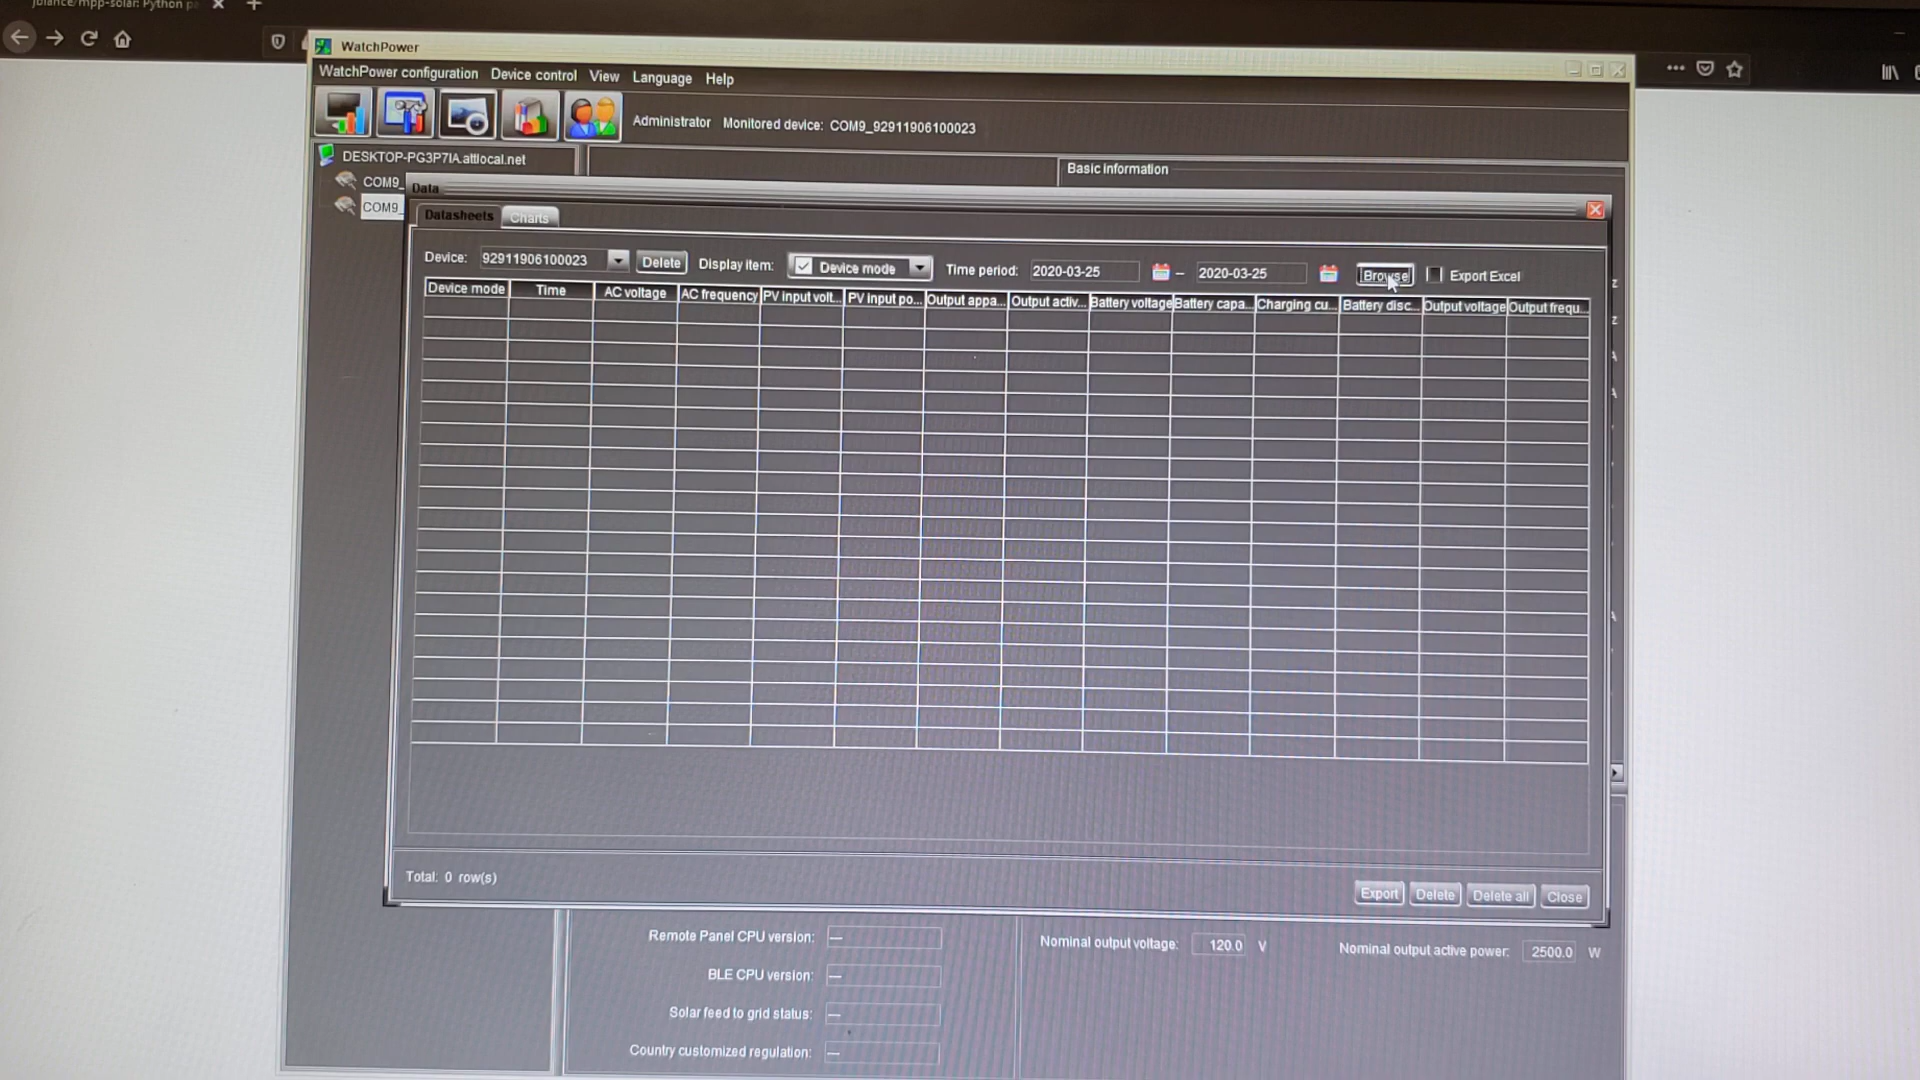 jblance/mpp-solar: Python pa
WatchPower
WatchPower configuration Device control View Language Help
Administrator Monitored device: COM9_92911906100023
DESKTOP-PG3P7IA.attlocal.net
Basic information
COM9_
COM9_
Data
Datasheets Charts
Device: 92911906100023 Delete Display item: Device mode Time period: 2020-03-25 – 2020-03-25 Browse Export Excel
Device mode Time AC voltage AC frequency PV input volt... PV input po... Output appa... Output activ... Battery voltage Battery capa... Charging cu... Battery disc... Output voltage Output frequ...
Total: 0 row(s)
Export Delete Delete all Close
Remote Panel CPU version: ---
Nominal output voltage: 120.0 V
Nominal output active power: 2500.0 W
BLE CPU version: ---
Solar feed to grid status: ---
Country customized regulation: ---